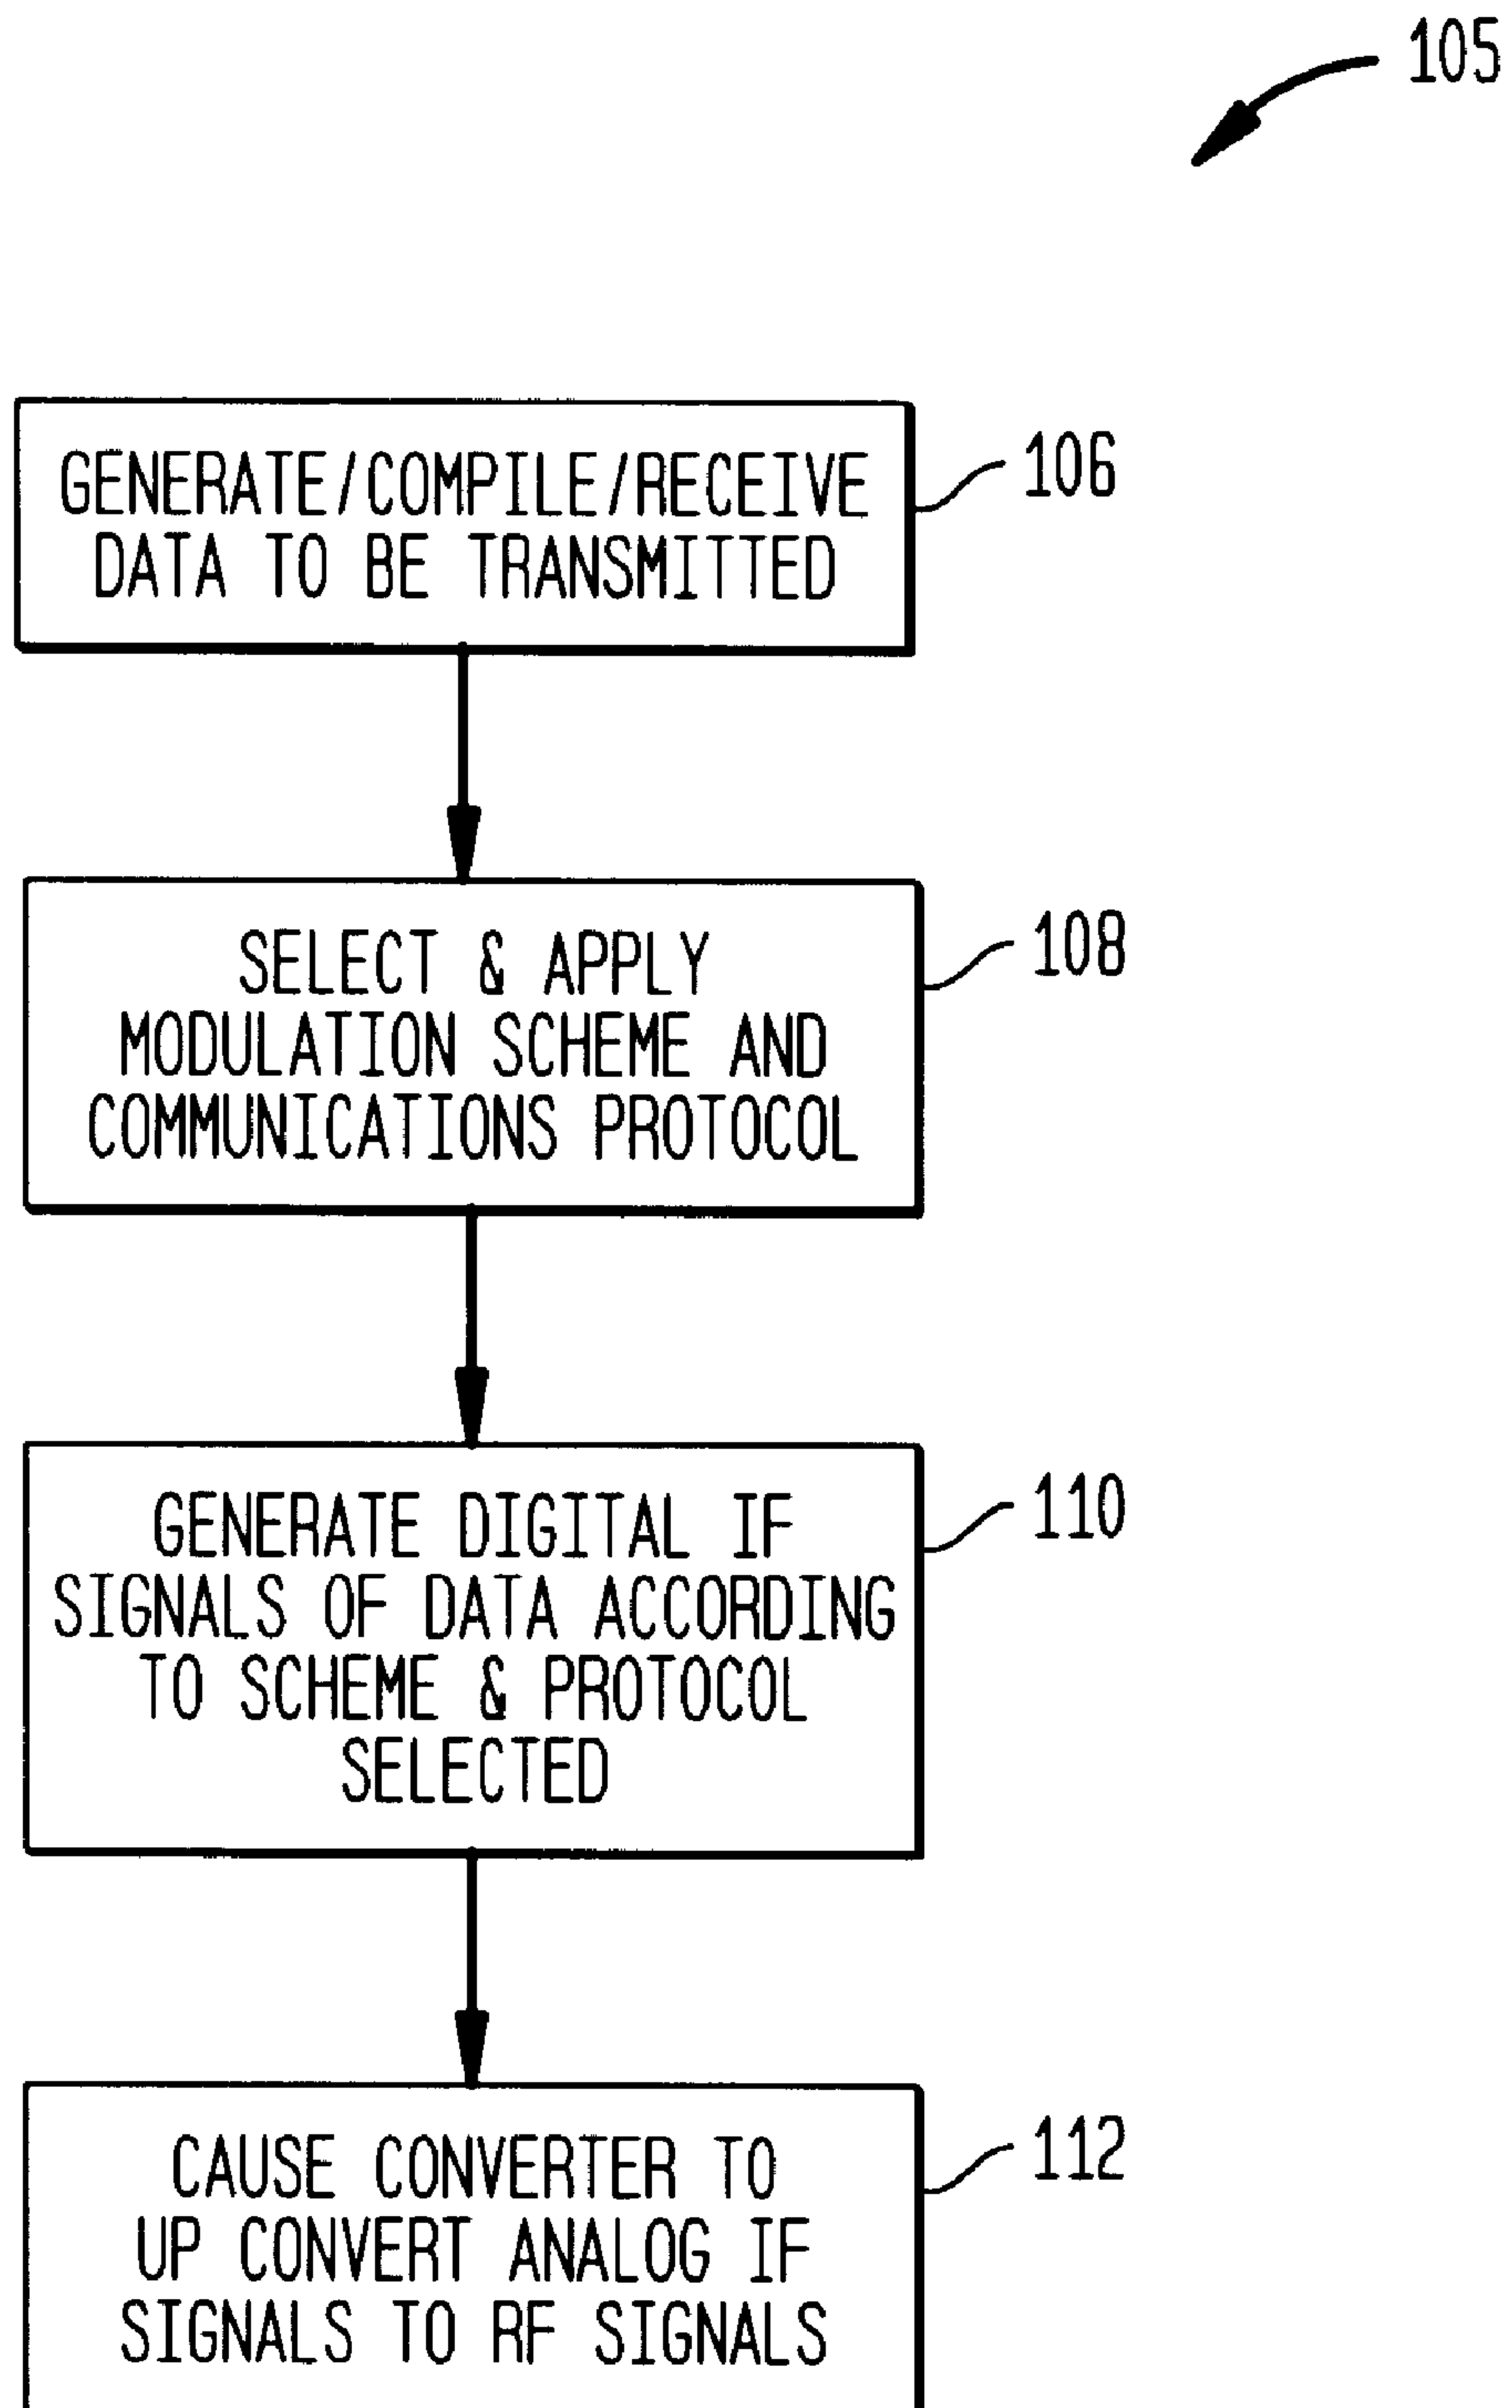 105
GENERATE/COMPILE/RECEIVE
DATA TO BE TRANSMITTED
106
SELECT & APPLY
MODULATION SCHEME AND
COMMUNICATIONS PROTOCOL
108
GENERATE DIGITAL IF
SIGNALS OF DATA ACCORDING
TO SCHEME & PROTOCOL
SELECTED
110
CAUSE CONVERTER TO
UP CONVERT ANALOG IF
SIGNALS TO RF SIGNALS
112